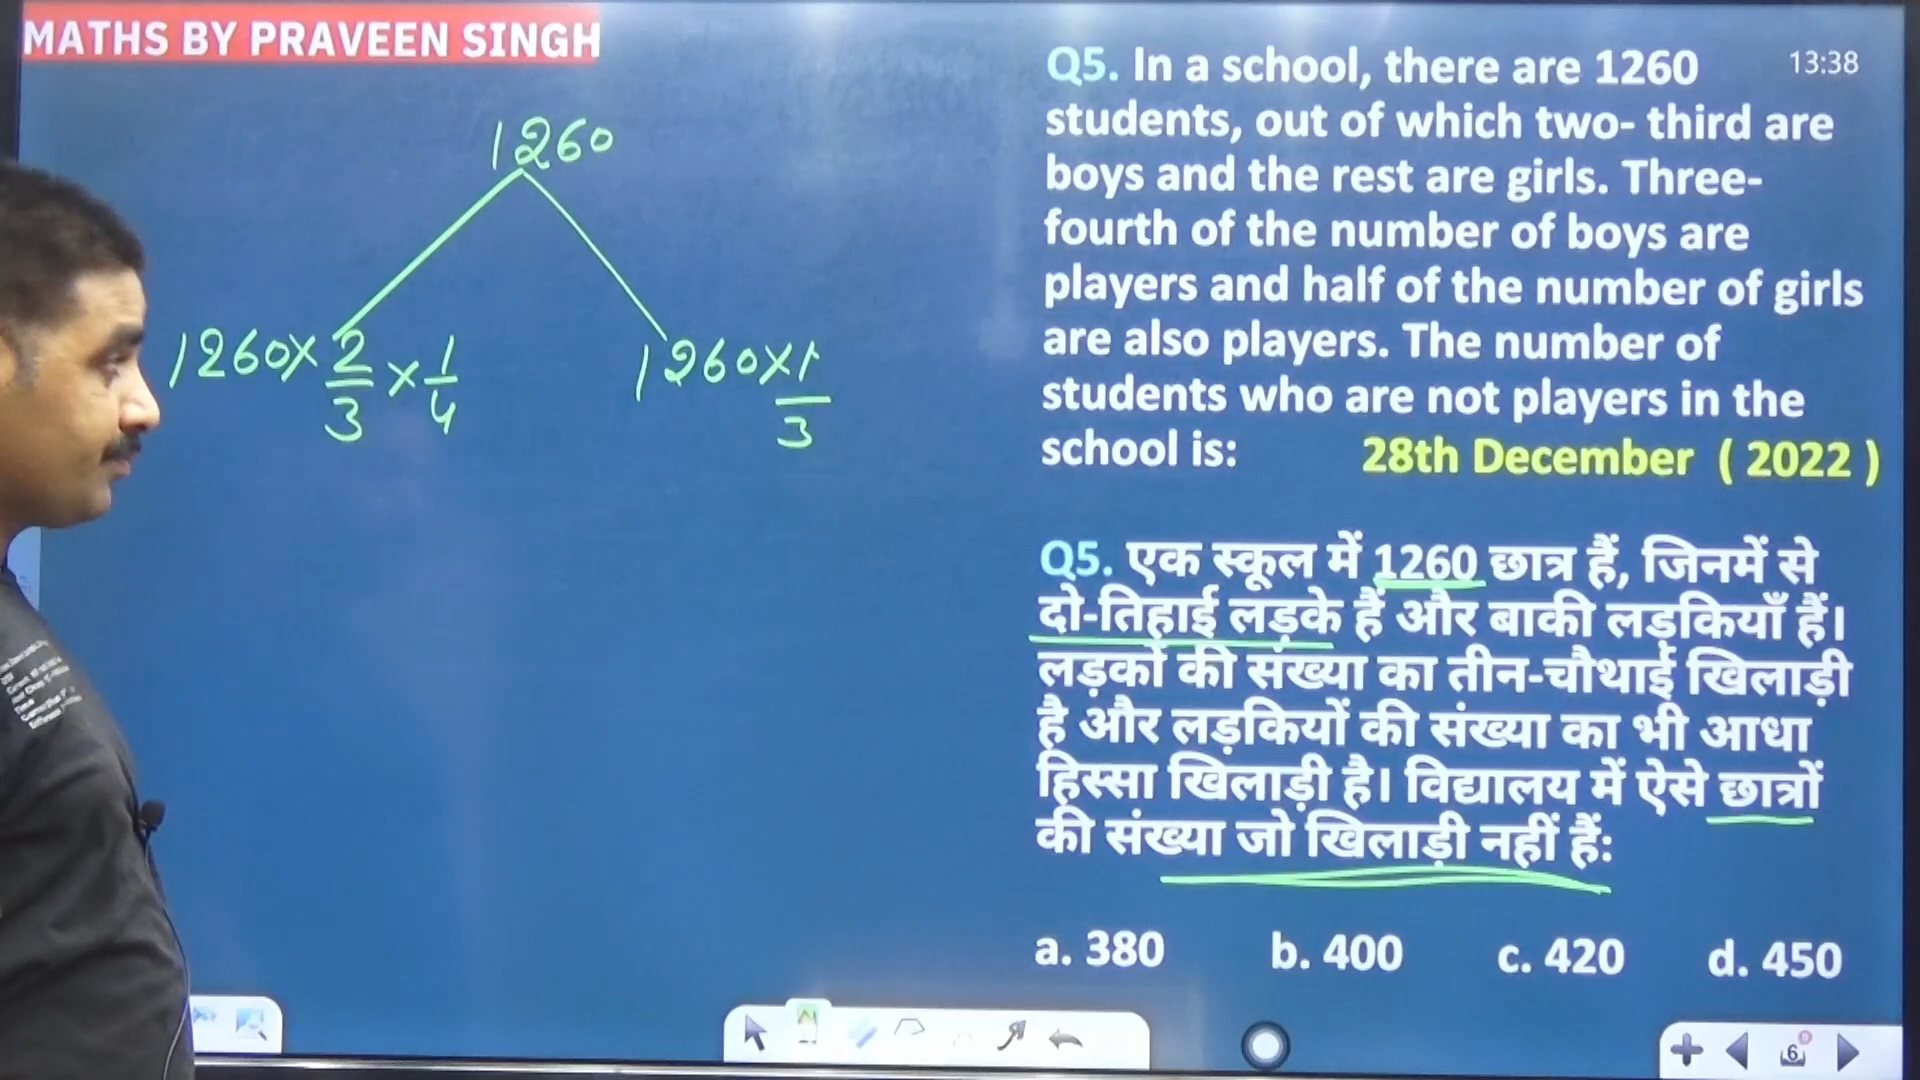 MATHS BY PRAVEEN SINGH
13:38
Q5. In a school, there are 1260
students, out of which two- third are
boys and the rest are girls. Three-
fourth of the number of boys are
players and half of the number of girls
are also players. The number of
students who are not players in the
school is: 28th December ( 2022 )
1260
1260×2/3×1/4
1260×1/3
Q5. एक स्कूल में 1260 छात्र हैं, जिनमें से
दो-तिहाई लड़के हैं और बाकी लड़कियाँ हैं।
लड़कों की संख्या का तीन-चौथाई खिलाड़ी
है और लड़कियों की संख्या का भी आधा
हिस्सा खिलाड़ी है। विद्यालय में ऐसे छात्रों
की संख्या जो खिलाड़ी नहीं हैं:
a. 380 b. 400 c. 420 d. 450
6